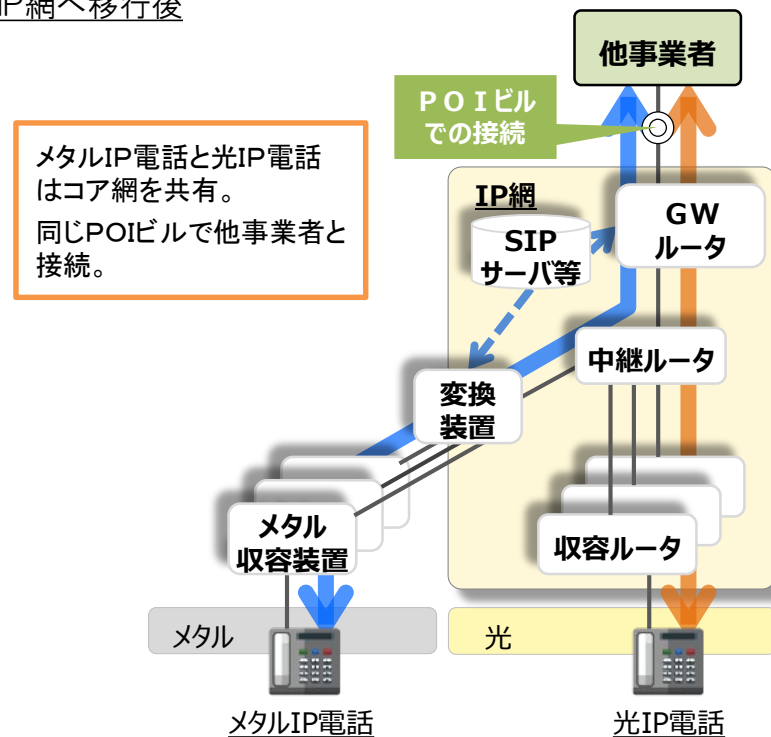 IP網へ移行後
他事業者
ＰＯＩビル
での接続
メタルIP電話と光IP電話
はコア網を共有。
同じPOIビルで他事業者と
接続。
IP網
SIP
サーバ等
GW
ルータ
中継ルータ
変換
装置
メタル
収容装置
収容ルータ
メタル
光
メタルIP電話
光IP電話